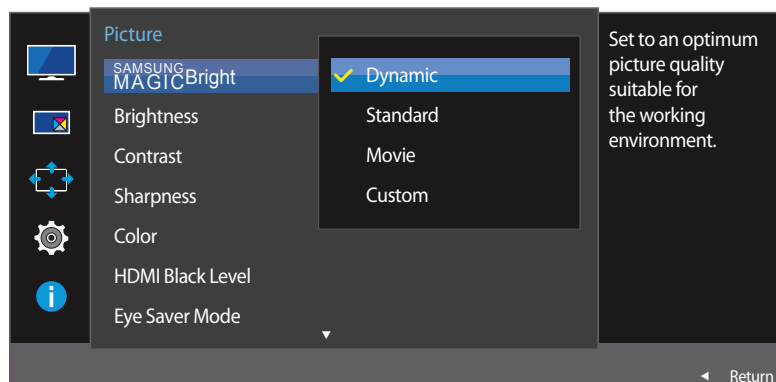 Picture
SAMSUNG
MAGICBright
Brightness
Contrast
Sharpness
Color
HDMI Black Level
Eye Saver Mode
Dynamic
Standard
Movie
Custom
Set to an optimum
picture quality
suitable for
the working
environment.
Return